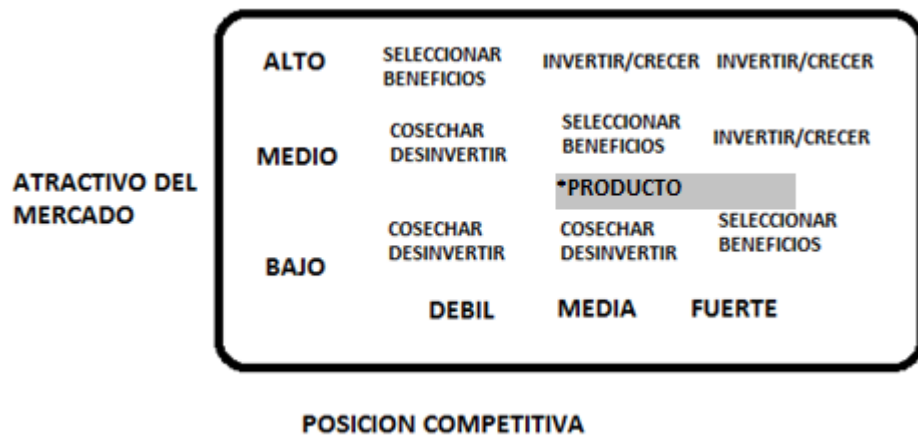 ALTO
SELECCIONAR
BENEFICIOS
INVERTIR/CRECER
INVERTIR/CRECER
MEDIO
COSECHAR
DESINVERTIR
SELECCIONAR
BENEFICIOS
INVERTIR/CRECER
ATRACTIVO DEL
MERCADO
*PRODUCTO
BAJO
COSECHAR
DESINVERTIR
COSECHAR
DESINVERTIR
SELECCIONAR
BENEFICIOS
DEBIL
MEDIA
FUERTE
POSICION COMPETITIVA